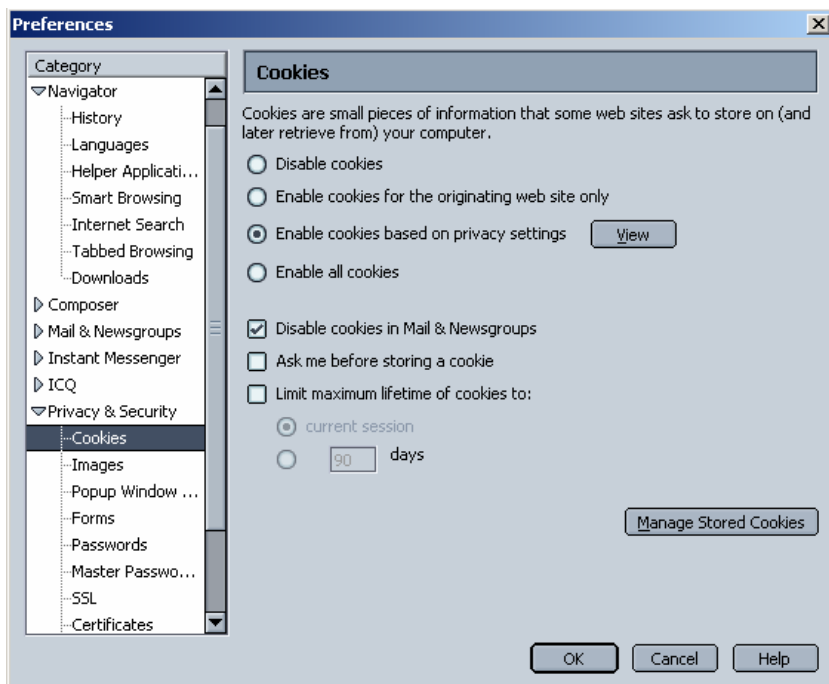 Preferences
Category
Navigator
History
Languages
Helper Applicati...
Smart Browsing
Internet Search
Tabbed Browsing
Downloads
Composer
Mail & Newsgroups
Instant Messenger
ICQ
Privacy & Security
Cookies
Images
Popup Window ...
Forms
Passwords
Master Passwo...
SSL
Certificates
Cookies
Cookies are small pieces of information that some web sites ask to store on (and
later retrieve from) your computer.
Disable cookies
Enable cookies for the originating web site only
Enable cookies based on privacy settings View
Enable all cookies
Disable cookies in Mail & Newsgroups
Ask me before storing a cookie
Limit maximum lifetime of cookies to:
current session
90 days
Manage Stored Cookies
OK Cancel Help